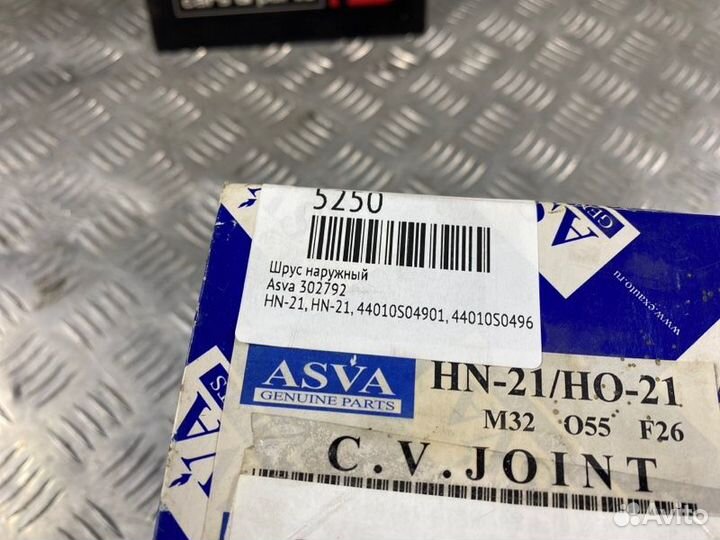 5250
Шрус наружный
Asva 302792
HN-21, HN-21, 44010S04901, 44010S0496
www.exauto.ru
ASVA
GENUINE PARTS
HN-21/HO-21
M32 O55 F26
C.V.JOINT
Avito